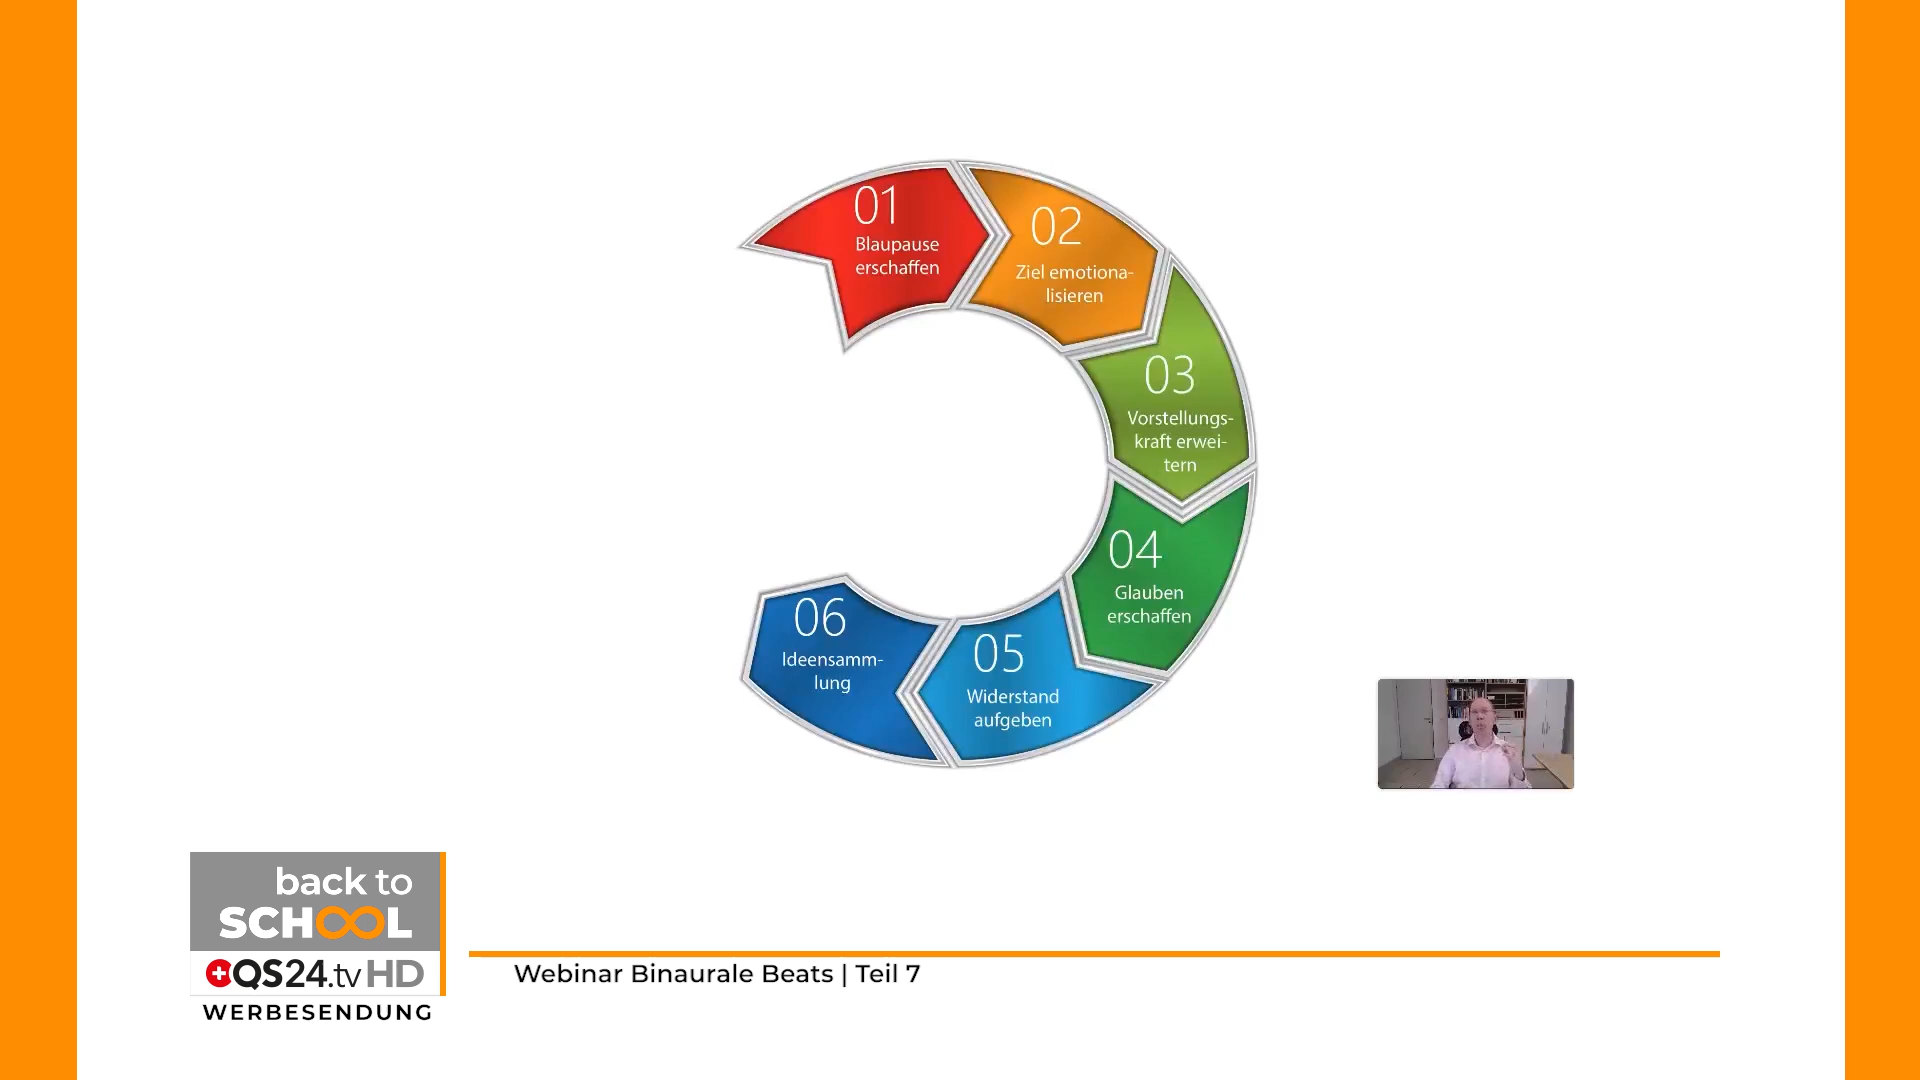 01
Blaupause
erschaffen
02
Ziel emotiona-
lisieren
03
Vorstellungs-
kraft erwei-
tern
04
Glauben
erschaffen
05
Widerstand
aufgeben
06
Ideensamm-
lung
back to
SCHOOL
QS24.tv HD
WERBESENDUNG
Webinar Binaurale Beats | Teil 7